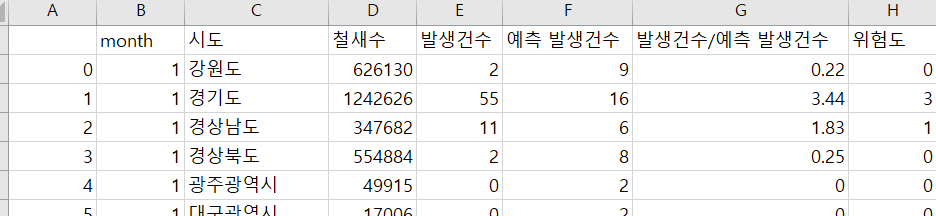 A B C D E F G H
month 시도 철새수 발생건수 예측 발생건수 발생건수/예측 발생건수 위험도
0 1 강원도 626130 2 9 0.22 0
1 1 경기도 1242626 55 16 3.44 3
2 1 경상남도 347682 11 6 1.83 1
3 1 경상북도 554884 2 8 0.25 0
4 1 광주광역시 49915 0 2 0 0
5 1 대구광역시 17006 0 2 0 0